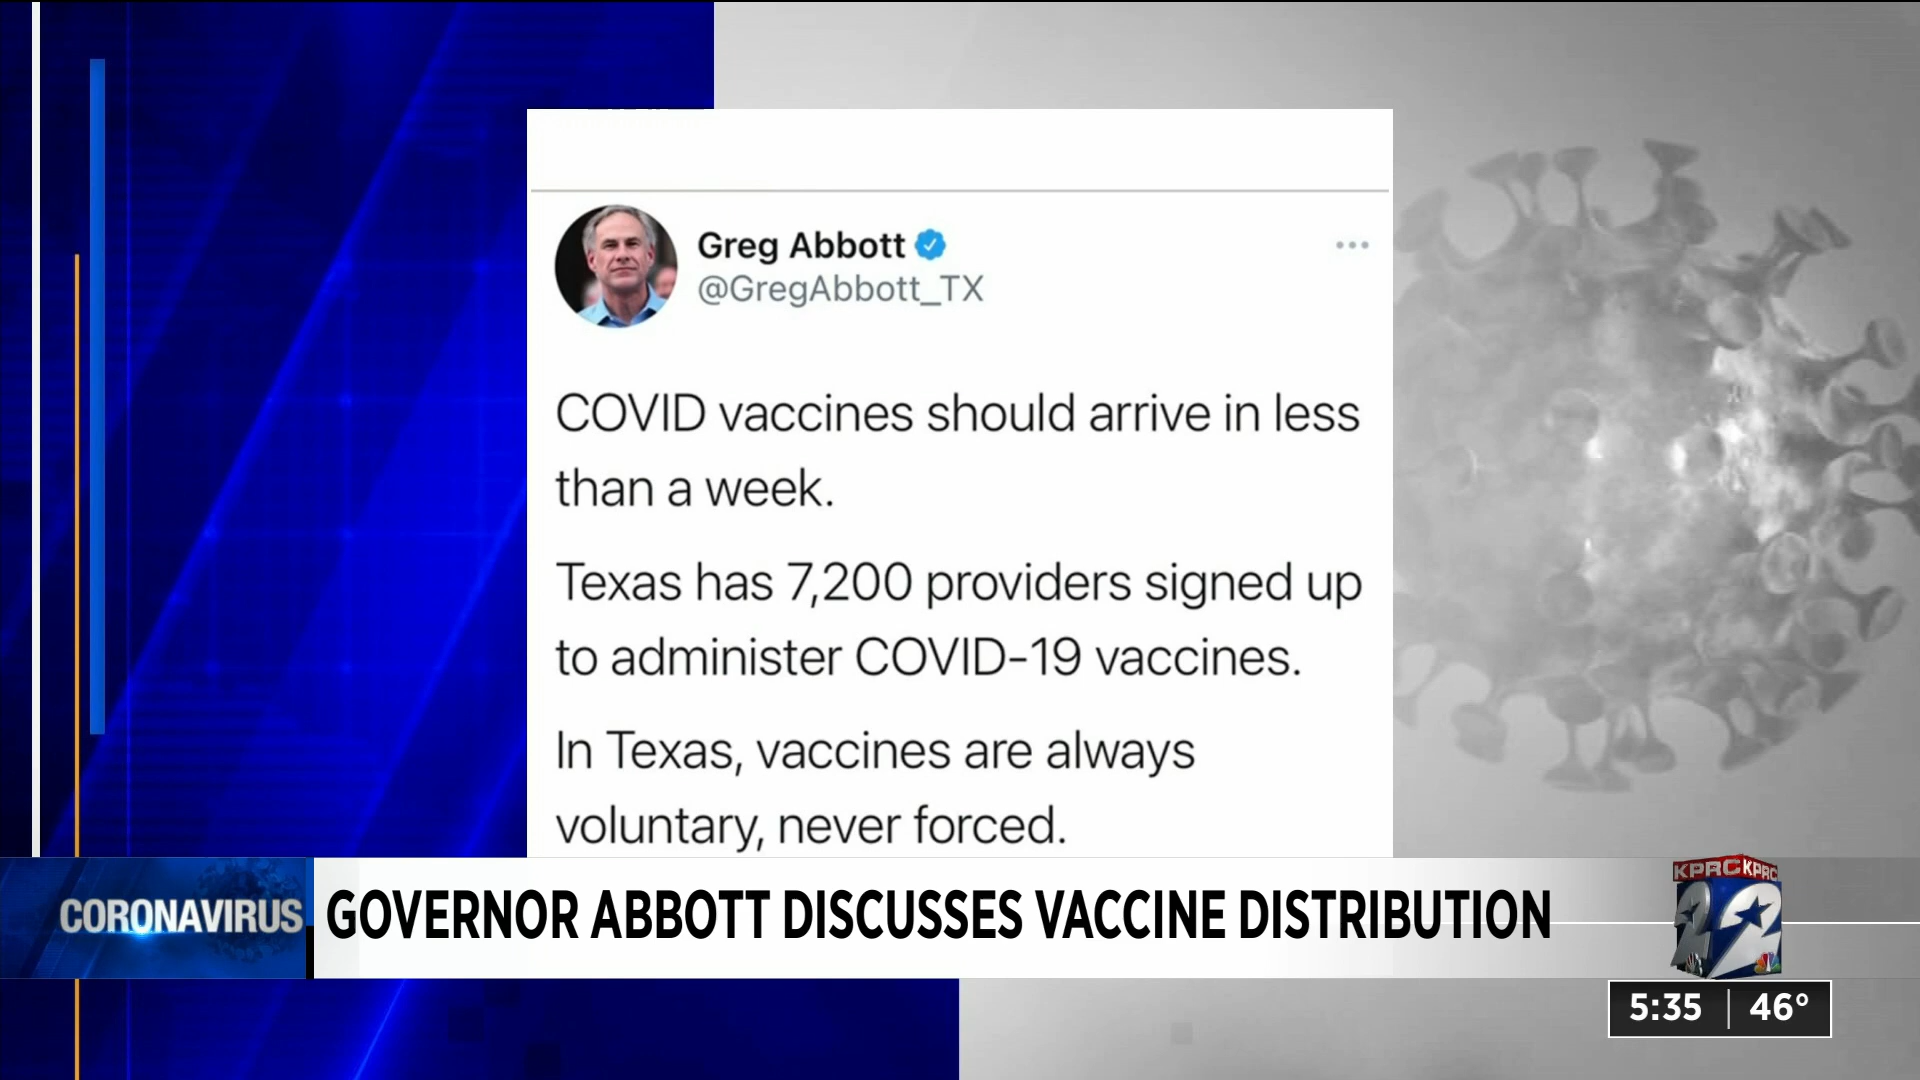 Greg Abbott
@GregAbbott_TX
COVID vaccines should arrive in less
than a week.
Texas has 7,200 providers signed up
to administer COVID-19 vaccines.
In Texas, vaccines are always
voluntary, never forced.
CORONAVIRUS
GOVERNOR ABBOTT DISCUSSES VACCINE DISTRIBUTION
KPRC KPRC
2 2
5:35 46°